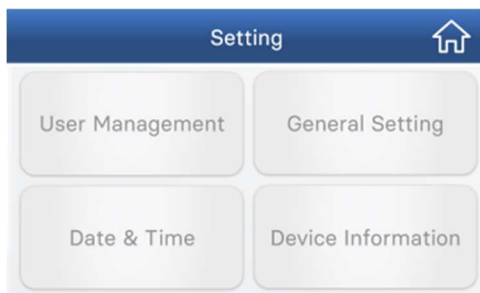 Setting
User Management
General Setting
Date & Time
Device Information